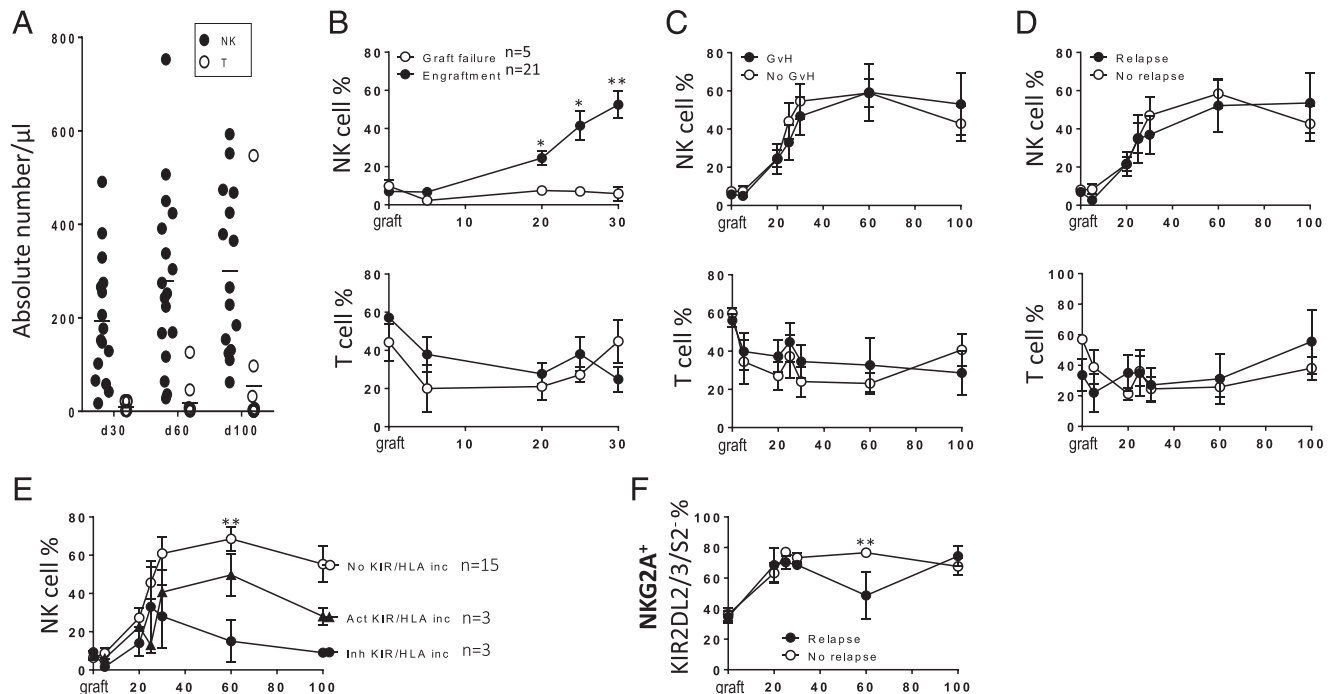 A
Absolute number/µl
800
600
400
200
0
d30
d60
d100
NK
T
B
NK cell %
80
60
40
20
0
graft
10
20
30
Graft failure n=5
Engraftment n=21
*
*
**
T cell %
80
60
40
20
0
graft
10
20
30
C
NK cell %
80
60
40
20
0
graft
20
40
60
80
100
GvH
No GvH
T cell %
80
60
40
20
0
graft
20
40
60
80
100
D
NK cell %
80
60
40
20
0
graft
20
40
60
80
100
Relapse
No relapse
T cell %
100
80
60
40
20
0
graft
20
40
60
80
100
E
NK cell %
80
60
40
20
0
graft
20
40
60
80
100
**
No KIR/HLA inc n=15
Act KIR/HLA inc n=3
Inh KIR/HLA inc n=3
F
NKG2A⁺
KIR2DL2/3/S2⁻%
100
80
60
40
20
0
graft
20
40
60
80
100
**
Relapse
No relapse